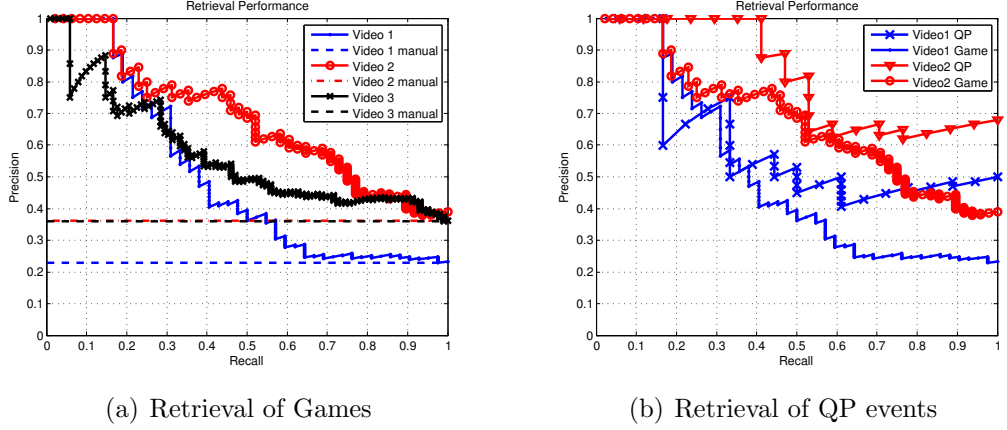 Retrieval Performance
1
0.9
0.8
0.7
0.6
0.5
0.4
0.3
0.2
0.1
0
Precision
0 0.1 0.2 0.3 0.4 0.5 0.6 0.7 0.8 0.9 1
Recall
Video 1
Video 1 manual
Video 2
Video 2 manual
Video 3
Video 3 manual
(a) Retrieval of Games
Retrieval Performance
1
0.9
0.8
0.7
0.6
0.5
0.4
0.3
0.2
0.1
0
Precision
0 0.1 0.2 0.3 0.4 0.5 0.6 0.7 0.8 0.9 1
Recall
Video1 QP
Video1 Game
Video2 QP
Video2 Game
(b) Retrieval of QP events